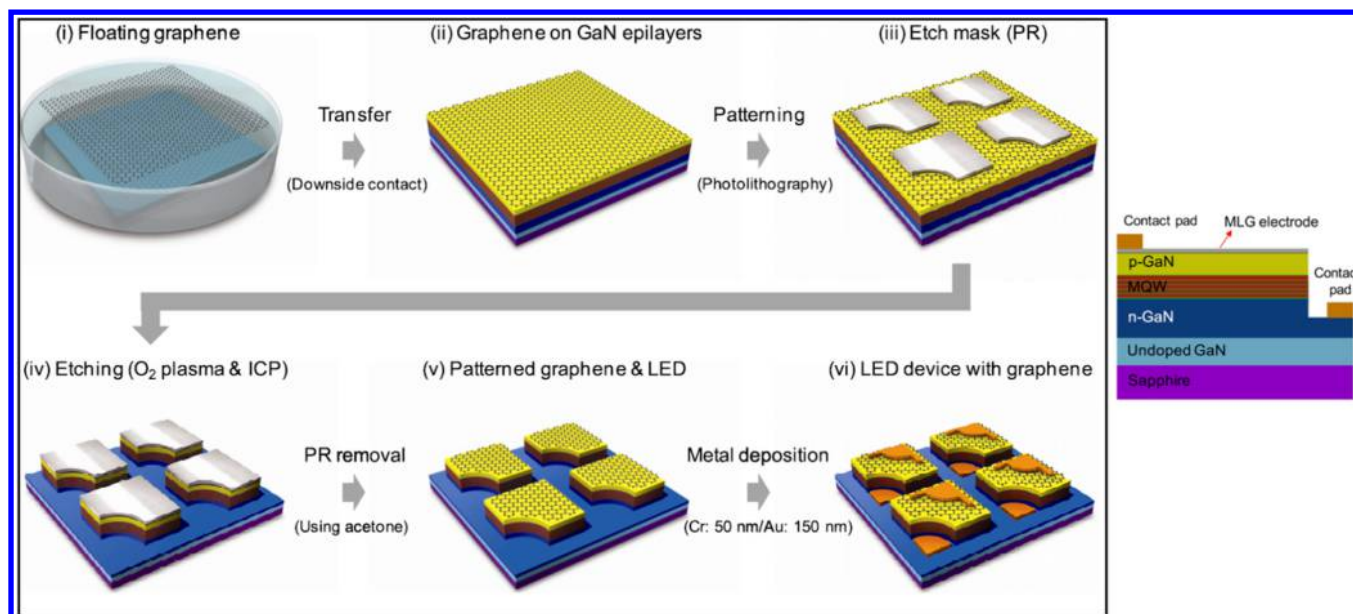 (i) Floating graphene
Transfer
(Downside contact)
(ii) Graphene on GaN epilayers
Patterning
(Photolithography)
(iii) Etch mask (PR)
(iv) Etching (O₂ plasma & ICP)
PR removal
(Using acetone)
(v) Patterned graphene & LED
Metal deposition
(Cr: 50 nm/Au: 150 nm)
(vi) LED device with graphene
Contact pad
MLG electrode
p-GaN
MQW
n-GaN
Contac
pad
Undoped GaN
Sapphire